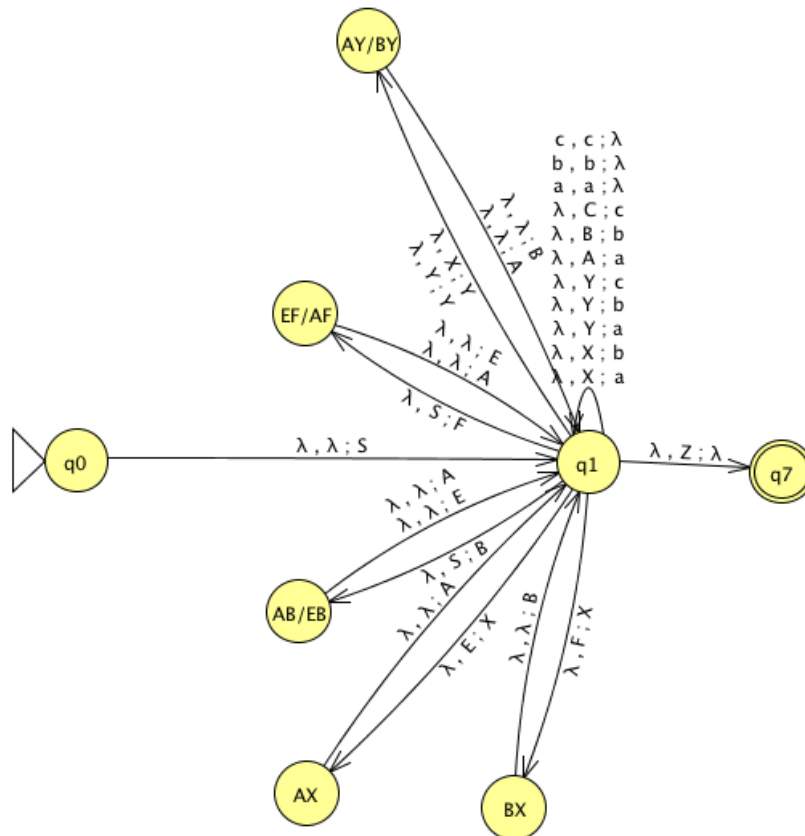 AY/BY
c , c ; λ
b , b ; λ
a , a ; λ
λ , C ; c
λ , B ; b
λ , A ; a
λ , Y ; c
λ , Y ; b
λ , Y ; a
λ , X ; b
λ , X ; a
λ , λ ; B
λ , λ ; A
λ , X ; Y
λ , Y ; Y
EF/AF
λ , λ ; E
λ , λ ; A
λ , S ; F
q0
λ , λ ; S
q1
λ , Z ; λ
q7
λ , λ ; A
λ , λ ; E
λ , S ; B
AB/EB
λ , λ ; A
λ , E ; X
λ , λ ; B
λ , F ; X
AX
BX